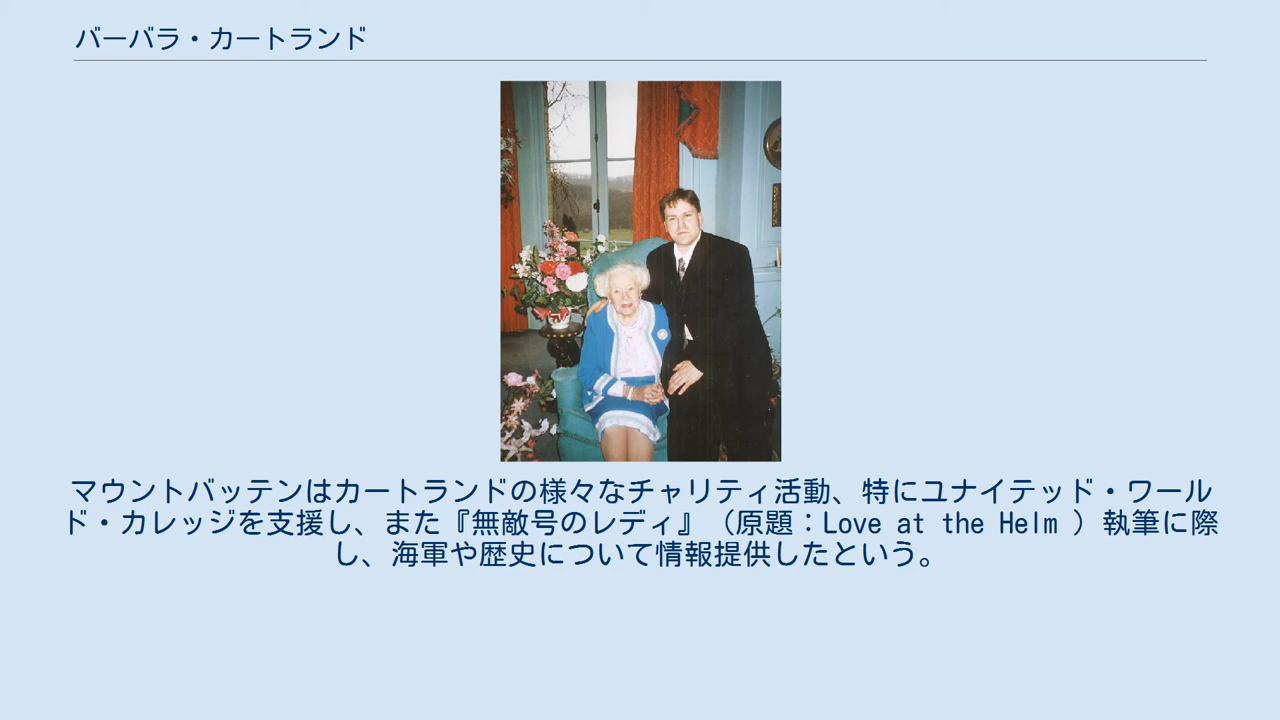 バーバラ・カートランド
マウントバッテンはカートランドの様々なチャリティ活動、特にユナイテッド・ワール
ド・カレッジを支援し、また『無敵号のレディ』（原題：Love at the Helm ）執筆に際
し、海軍や歴史について情報提供したという。